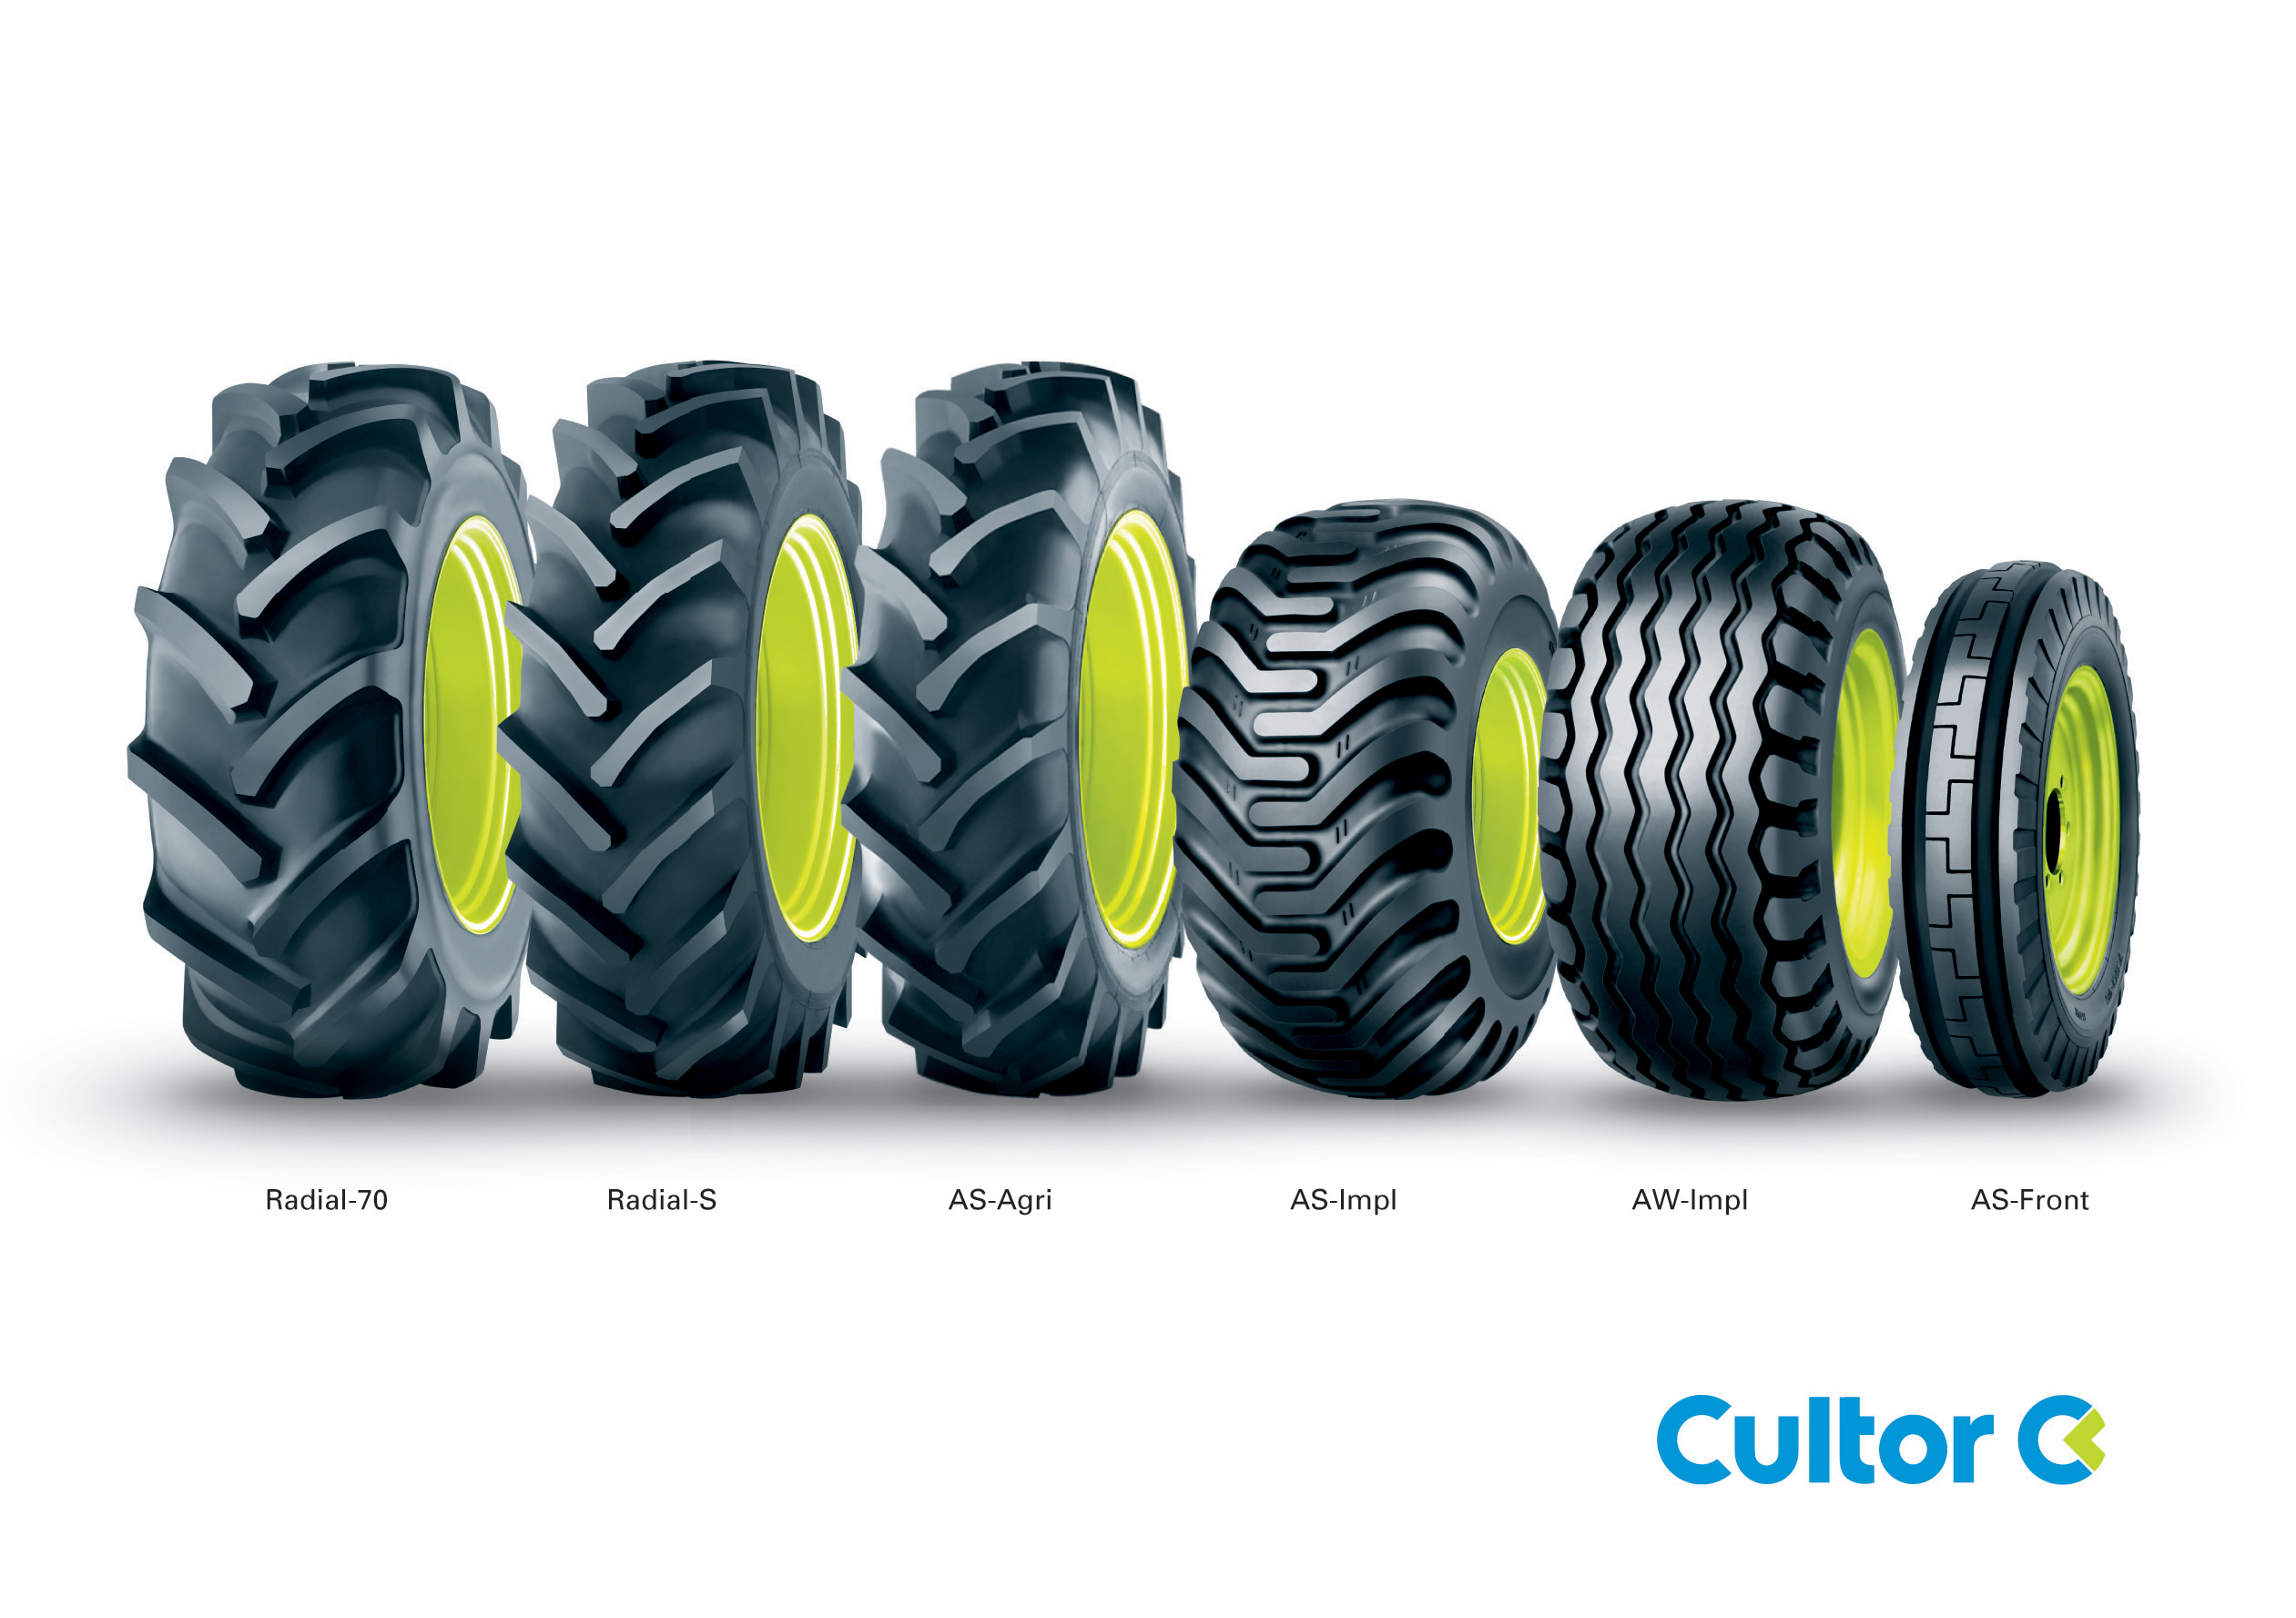 Radial-70
Radial-S
AS-Agri
AS-Impl
AW-Impl
AS-Front
Cultor